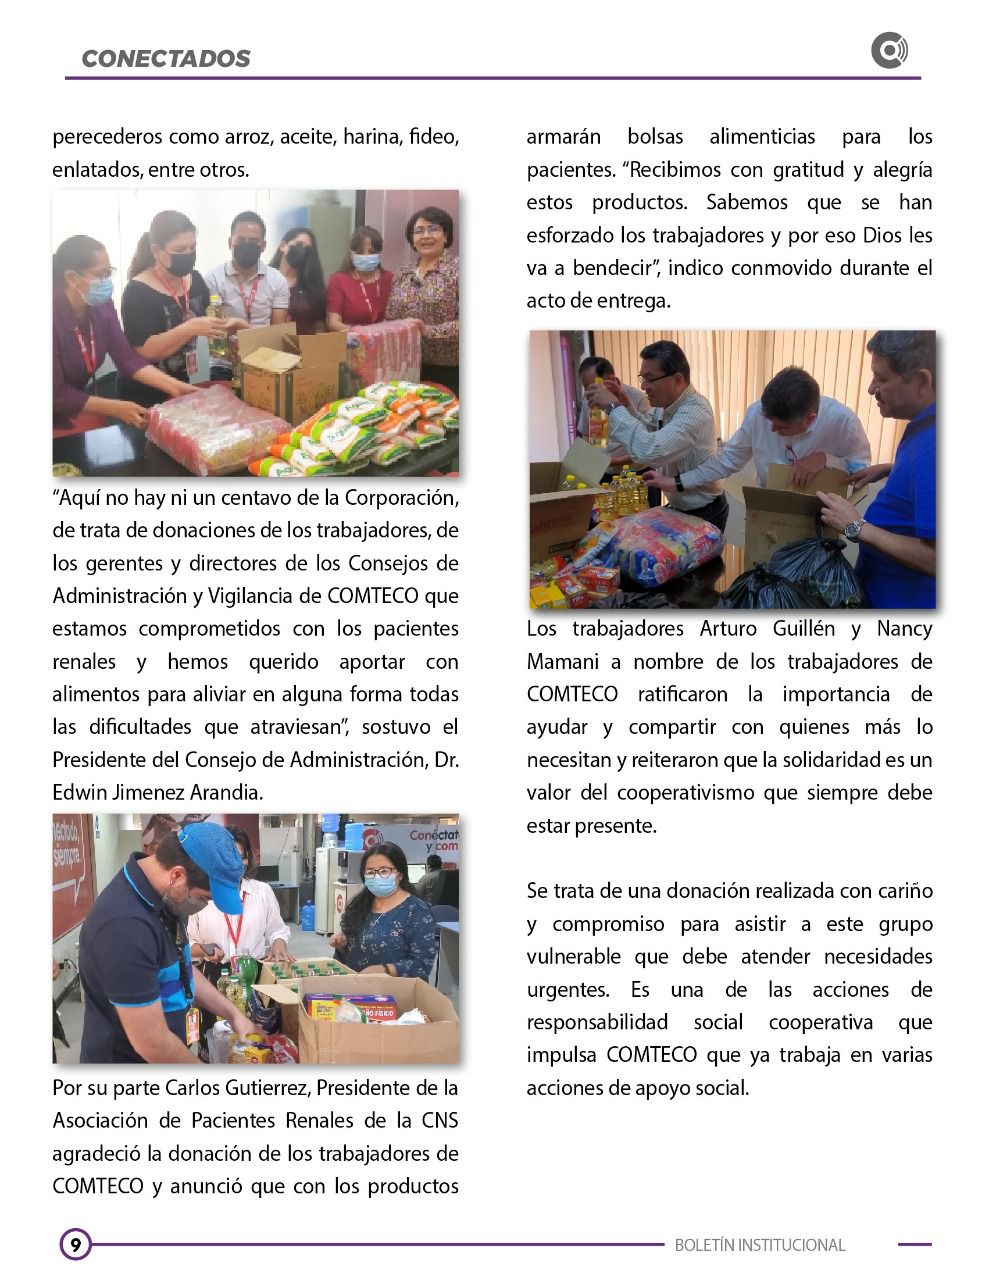 CONECTADOS
perecederos como arroz, aceite, harina, fideo,
enlatados, entre otros.
“Aquí no hay ni un centavo de la Corporación,
de trata de donaciones de los trabajadores, de
los gerentes y directores de los Consejos de
Administración y Vigilancia de COMTECO que
estamos comprometidos con los pacientes
renales y hemos querido aportar con
alimentos para aliviar en alguna forma todas
las dificultades que atraviesan”, sostuvo el
Presidente del Consejo de Administración, Dr.
Edwin Jimenez Arandia.
Conéctat
y com
siempre
Por su parte Carlos Gutierrez, Presidente de la
Asociación de Pacientes Renales de la CNS
agradeció la donación de los trabajadores de
COMTECO y anunció que con los productos
armarán bolsas alimenticias para los
pacientes. “Recibimos con gratitud y alegría
estos productos. Sabemos que se han
esforzado los trabajadores y por eso Dios les
va a bendecir”, indico conmovido durante el
acto de entrega.
Los trabajadores Arturo Guillén y Nancy
Mamani a nombre de los trabajadores de
COMTECO ratificaron la importancia de
ayudar y compartir con quienes más lo
necesitan y reiteraron que la solidaridad es un
valor del cooperativismo que siempre debe
estar presente.
Se trata de una donación realizada con cariño
y compromiso para asistir a este grupo
vulnerable que debe atender necesidades
urgentes. Es una de las acciones de
responsabilidad social cooperativa que
impulsa COMTECO que ya trabaja en varias
acciones de apoyo social.
9
BOLETÍN INSTITUCIONAL